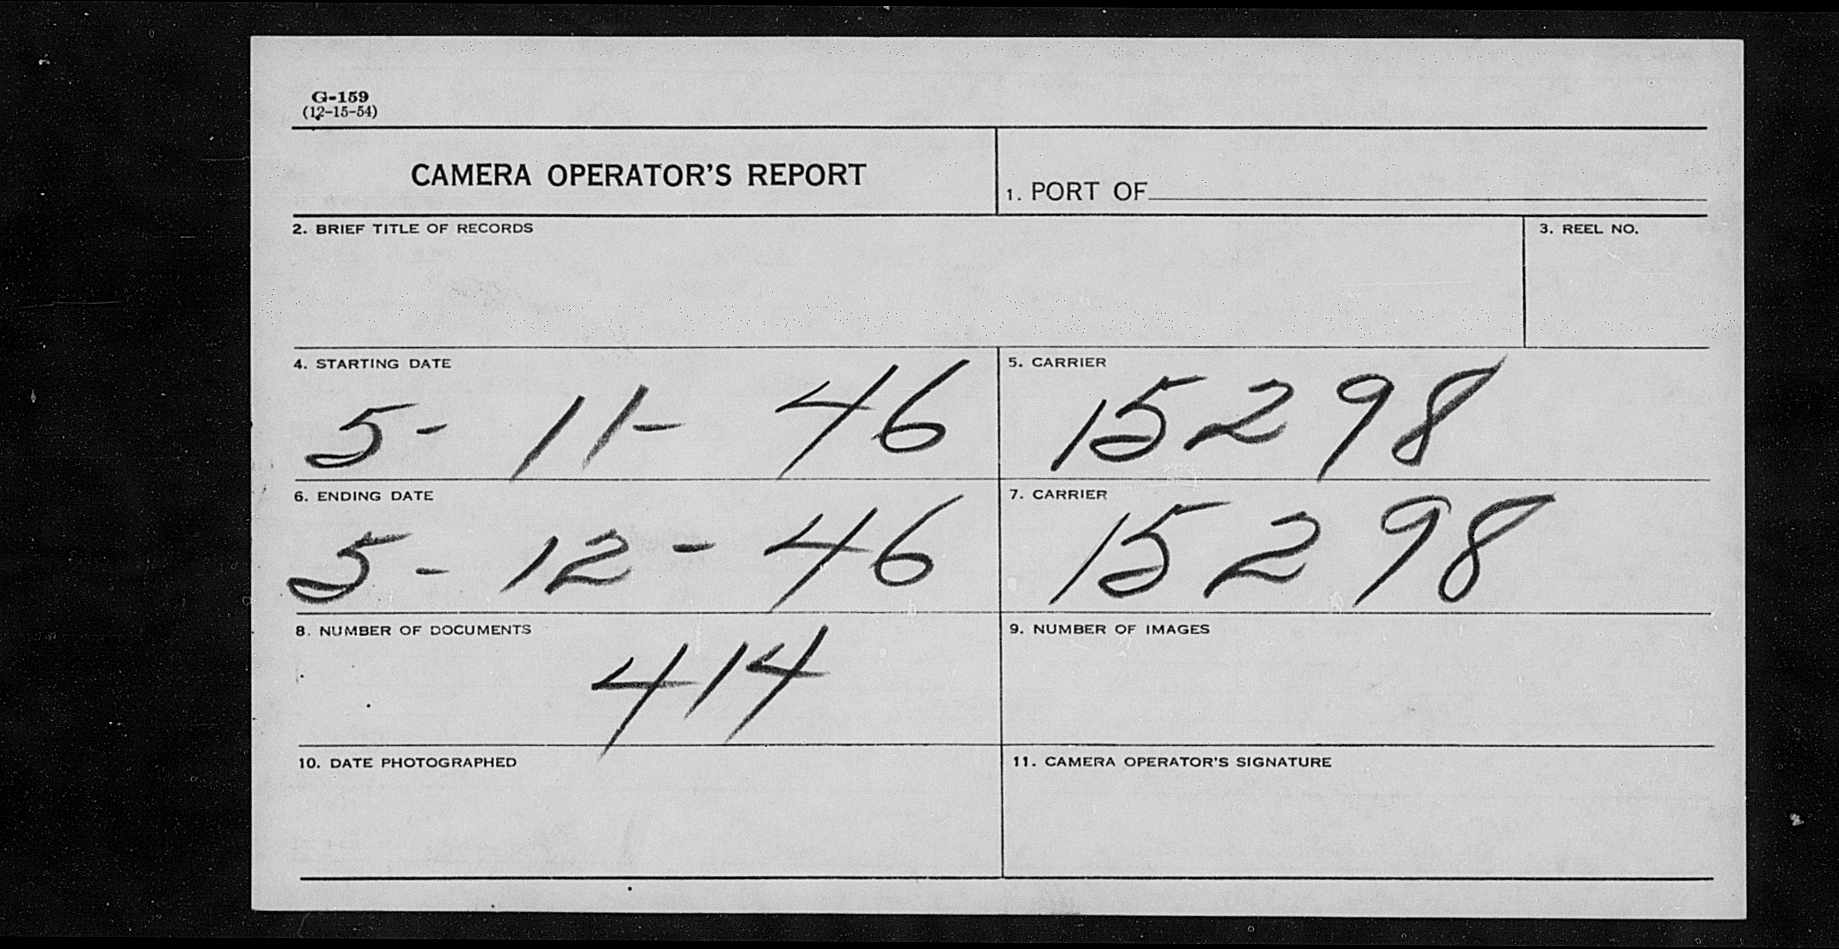 G-159
(12-15-54)
CAMERA OPERATOR'S REPORT
1. PORT OF
2. BRIEF TITLE OF RECORDS
3. REEL NO.
4. STARTING DATE
5- 11- 46
5. CARRIER
15298
6. ENDING DATE
5- 12- 46
7. CARRIER
15298
8. NUMBER OF DOCUMENTS
414
9. NUMBER OF IMAGES
10. DATE PHOTOGRAPHED
11. CAMERA OPERATOR'S SIGNATURE